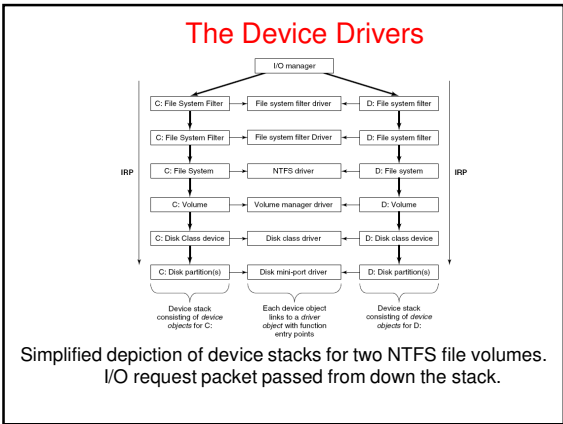 The Device Drivers
I/O manager
C: File System Filter File system filter driver D: File system filter
C: File System Filter File system filter Driver D: File system filter
IRP C: File System NTFS driver D: File system IRP
C: Volume Volume manager driver D: Volume
C: Disk Class device Disk class driver D: Disk class device
C: Disk partition(s) Disk mini-port driver D: Disk partition(s)
Device stack
consisting of device
objects for C:
Each device object
links to a driver
object with function
entry points
Device stack
consisting of device
objects for D:
Simplified depiction of device stacks for two NTFS file volumes.
I/O request packet passed from down the stack.